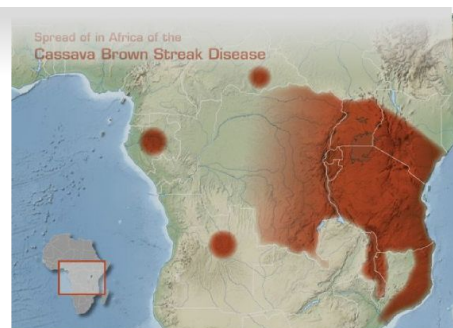 Spread of in Africa of the
Cassava Brown Streak Disease